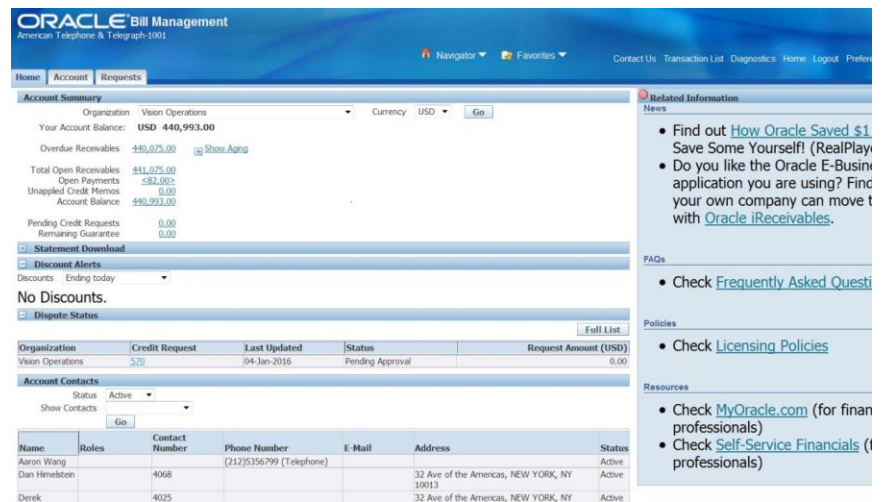 ORACLE Bill Management
American Telephone & Telegraph-1001
Navigator Favorites Contact Us Transaction List Diagnostics Home Logout
Home Account Requests
Account Summary
Organization Vision Operations Currency USD Go
Your Account Balance: USD 440,993.00
Overdue Receivables 440,075.00 Show Aging
Total Open Receivables 441,075.00
Open Payments <82.00>
Unapplied Credit Memos 0.00
Account Balance 440,993.00
Pending Credit Requests 0.00
Remaining Guarantee 0.00
Statement Download
Discount Alerts
Discounts Ending today
No Discounts.
Dispute Status
Full List
Organization Credit Request Last Updated Status Request Amount (USD)
Vision Operations 570 04-Jan-2016 Pending Approval 0.00
Account Contacts
Status Active
Show Contacts
Go
Name Roles Contact Number Phone Number E-Mail Address Status
Aaron Wang (212)5356799 (Telephone) Active
Dan Himelstein 4068 32 Ave of the Americas, NEW YORK, NY 10013 Active
Derek 4025 32 Ave of the Americas, NEW YORK, NY Active
Related Information
News
• Find out How Oracle Saved $1
Save Some Yourself! (RealPlaye
• Do you like the Oracle E-Busine
application you are using? Find
your own company can move t
with Oracle iReceivables.
FAQs
• Check Frequently Asked Questi
Policies
• Check Licensing Policies
Resources
• Check MyOracle.com (for finan
professionals)
• Check Self-Service Financials (f
professionals)